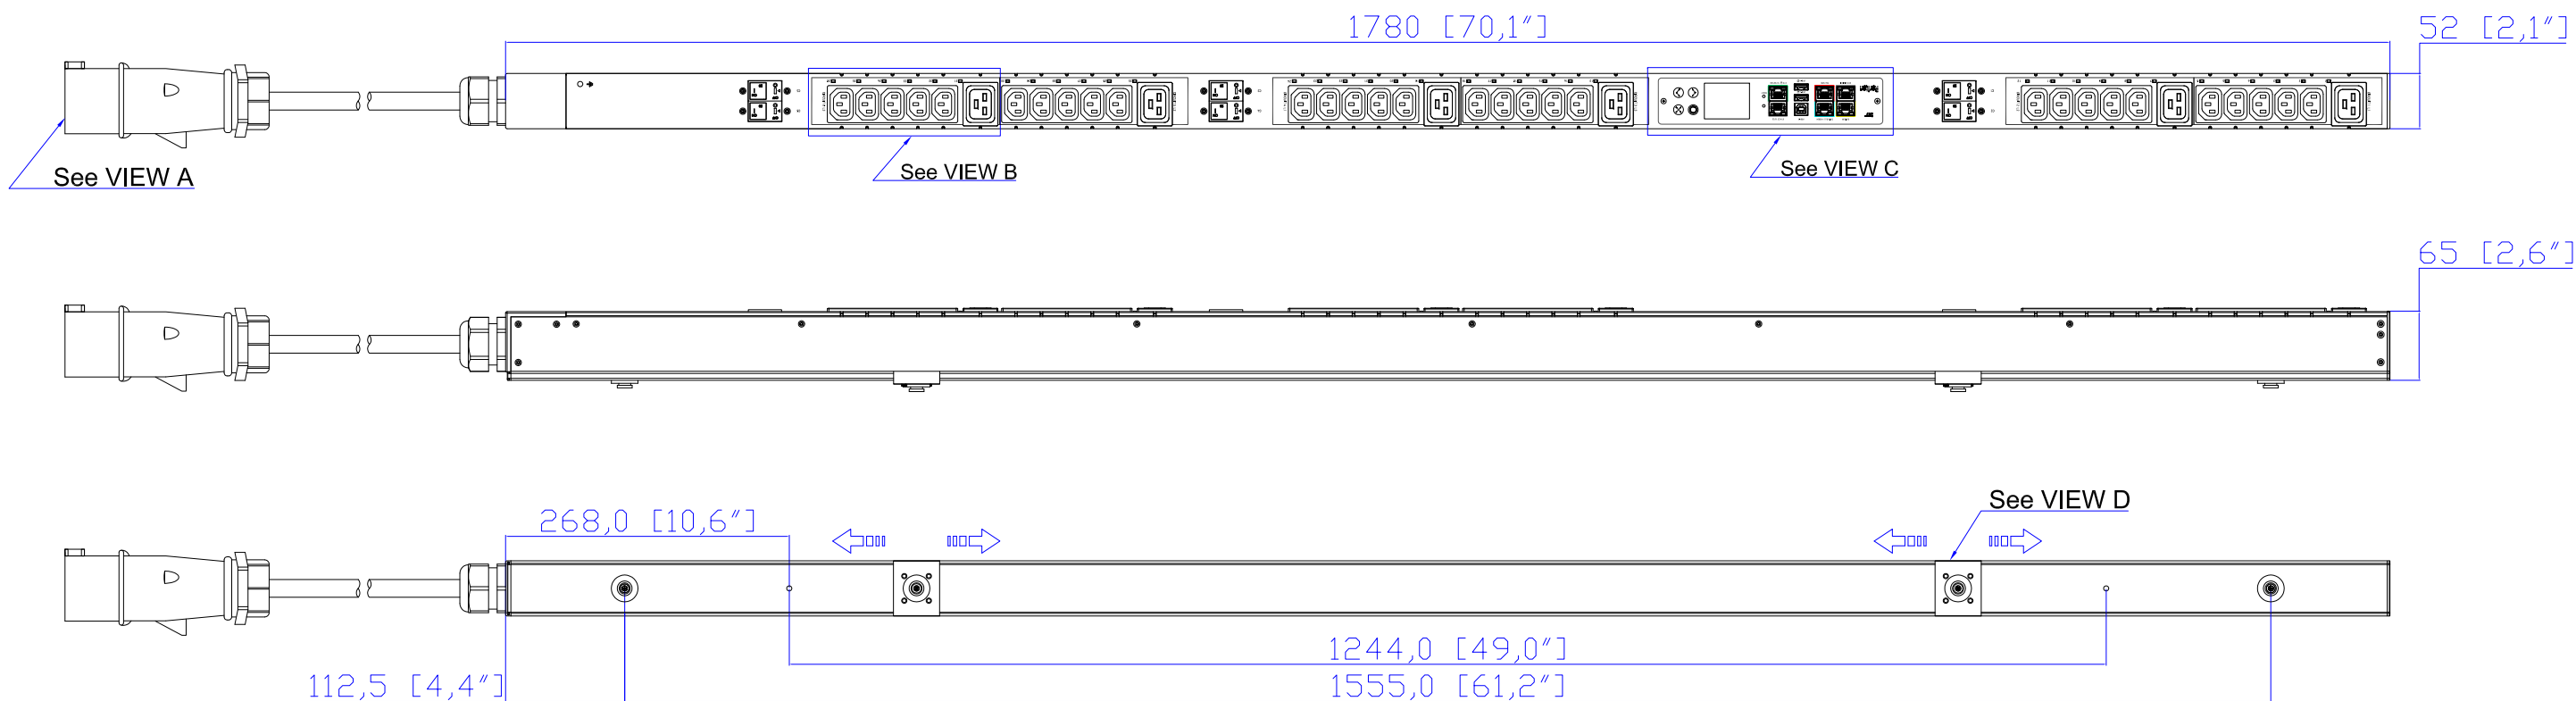 1780 [70,1"]
52 [2,1"]
See VIEW A
See VIEW B
See VIEW C
65 [2,6"]
See VIEW D
268,0 [10,6"]
1244,0 [49,0"]
112,5 [4,4"]
1555,0 [61,2"]